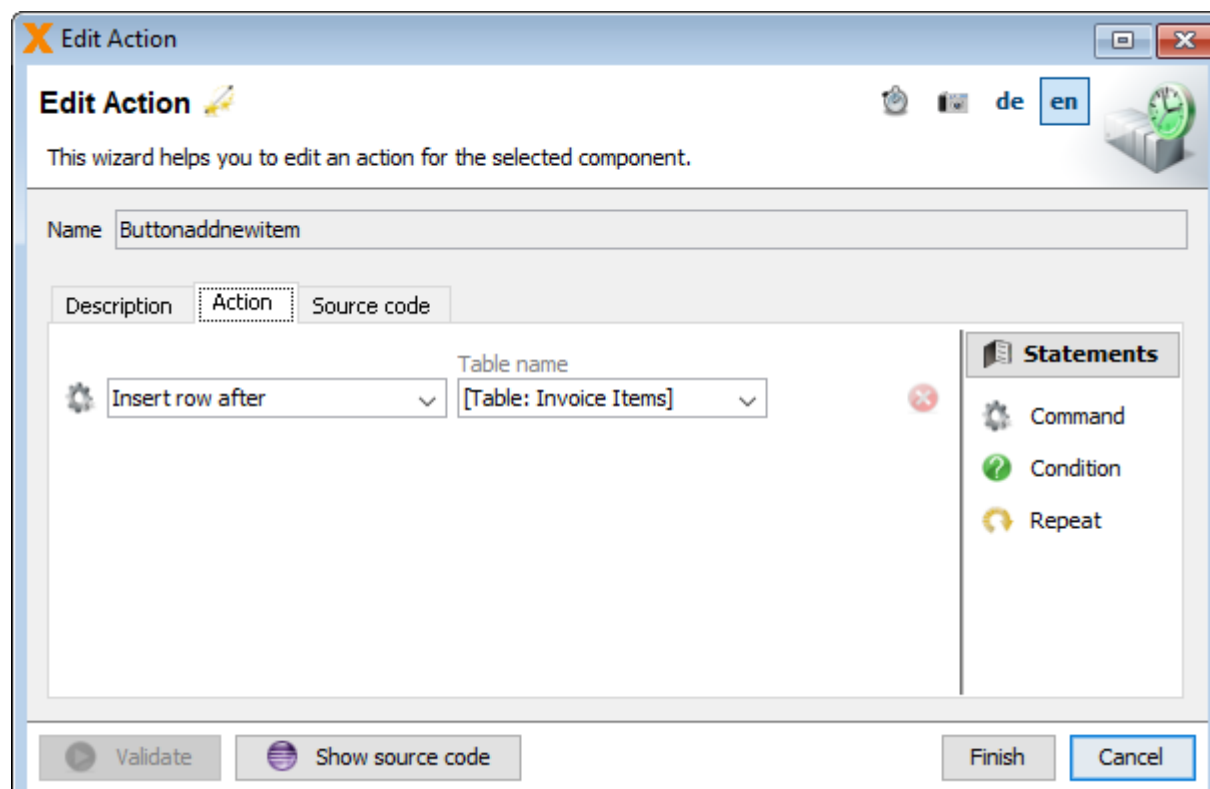 Edit Action
Edit Action
de en
This wizard helps you to edit an action for the selected component.
Name Buttonaddnewitem
Description Action Source code
Table name
Insert row after [Table: Invoice Items]
Statements
Command
Condition
Repeat
Validate Show source code Finish Cancel